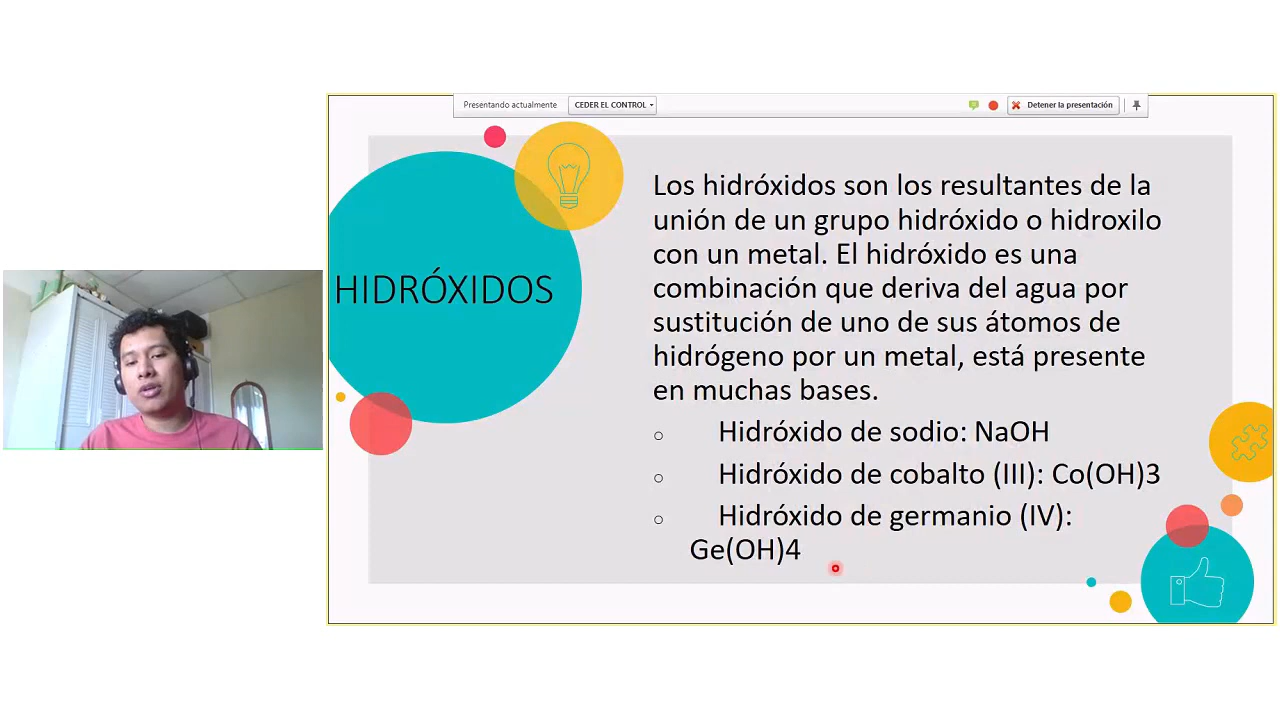 Presentando actualmente
CEDER EL CONTROL
Detener la presentación
HIDRÓXIDOS
Los hidróxidos son los resultantes de la
unión de un grupo hidróxido o hidroxilo
con un metal. El hidróxido es una
combinación que deriva del agua por
sustitución de uno de sus átomos de
hidrógeno por un metal, está presente
en muchas bases.
Hidróxido de sodio: NaOH
Hidróxido de cobalto (III): Co(OH)3
Hidróxido de germanio (IV):
Ge(OH)4